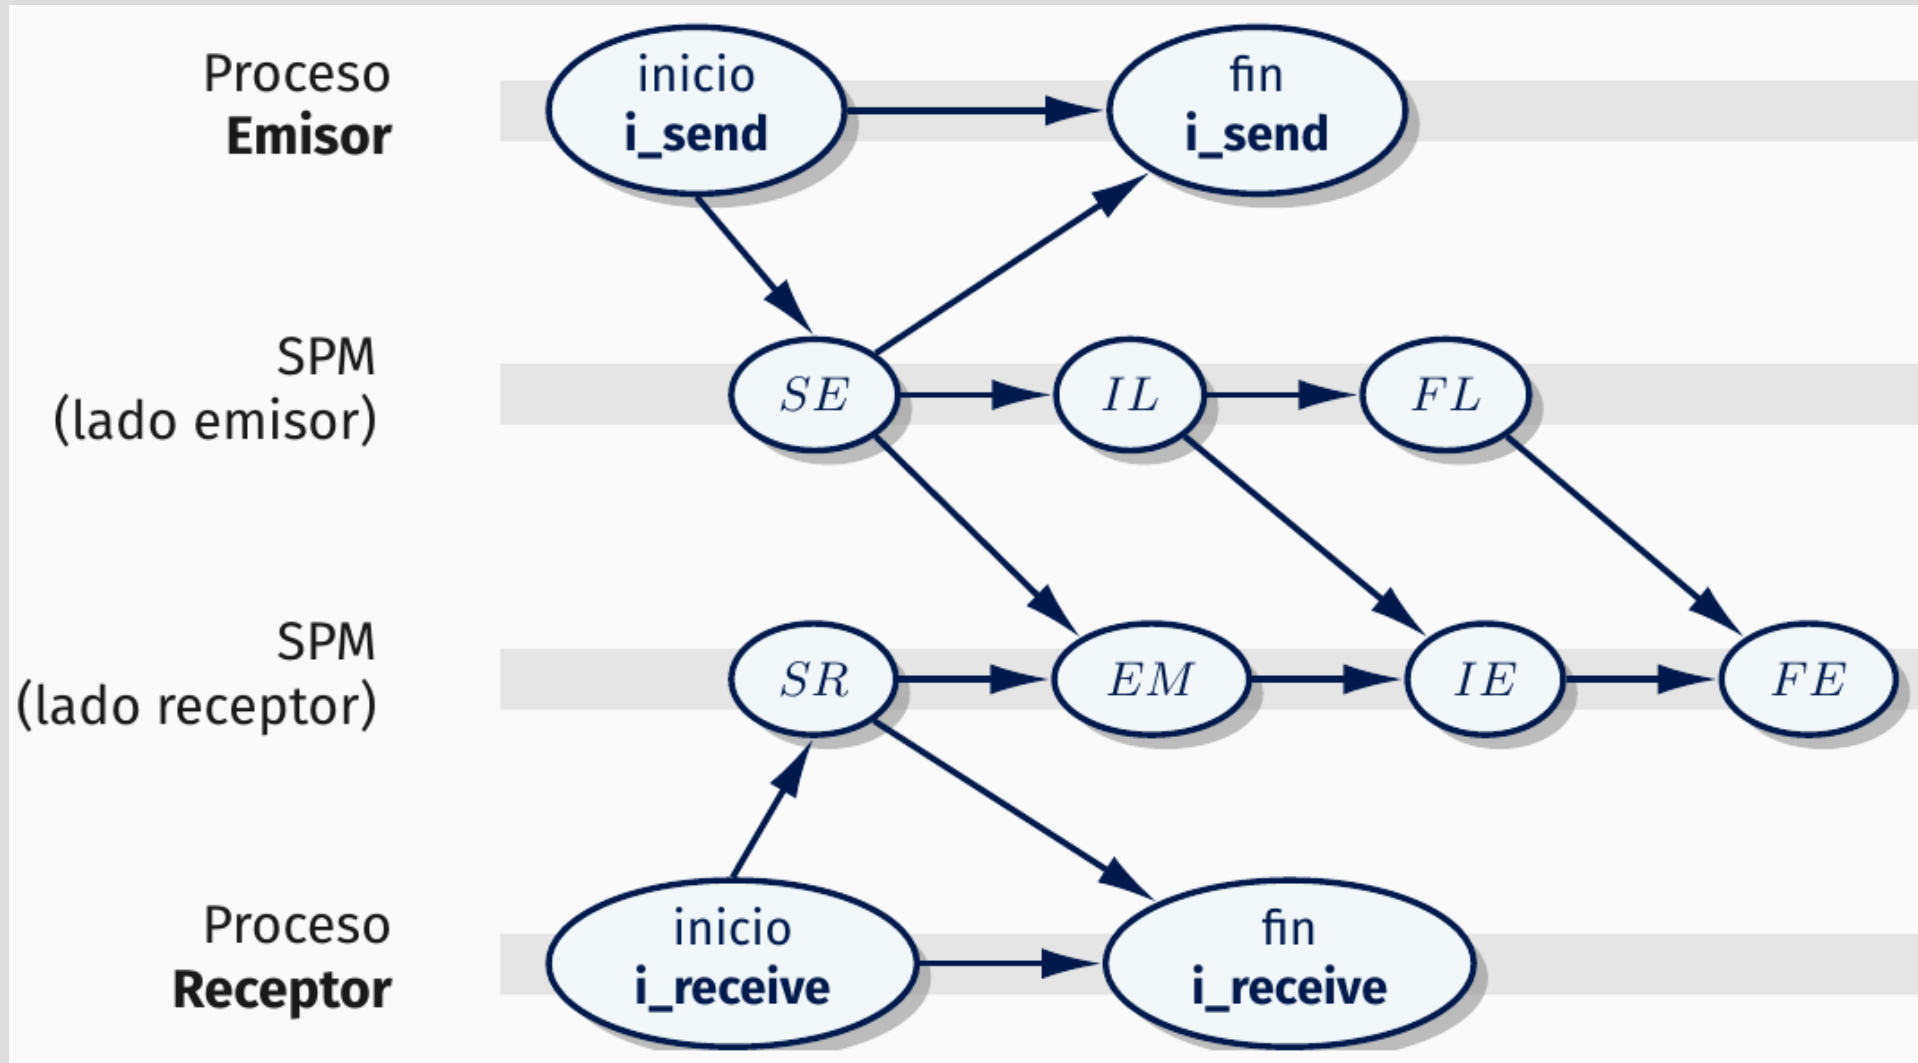 Proceso
Emisor
inicio
i_send
fin
i_send
SPM
(lado emisor)
SE
IL
FL
SPM
(lado receptor)
SR
EM
IE
FE
Proceso
Receptor
inicio
i_receive
fin
i_receive